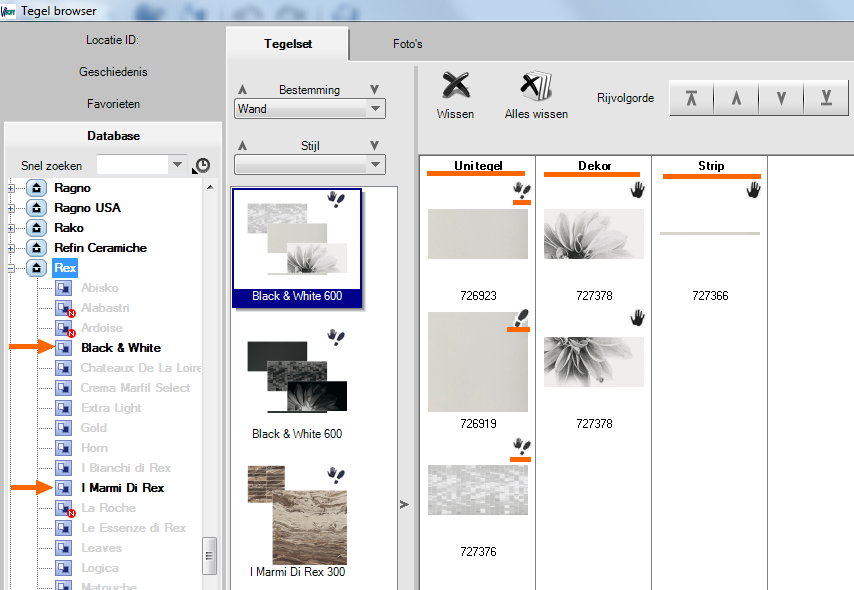 Tegel browser
Locatie ID:
Geschiedenis
Favorieten
Database
Snel zoeken
Ragno
Ragno USA
Rako
Refin Ceramiche
Rex
Abisko
Alabastri
Ardoise
Black & White
Chateaux De La Loire
Crema Marfil Select
Extra Light
Gold
Horn
I Bianchi di Rex
I Marmi Di Rex
La Roche
Le Essenze di Rex
Leaves
Logica
Matouche
Tegelset
Foto's
Bestemming
Wand
Stijl
Black & White 600
Black & White 600
I Marmi Di Rex 300
Wissen
Alles wissen
Rijvolgorde
Unitegel
Dekor
Strip
726923
727378
727366
726919
727378
727376